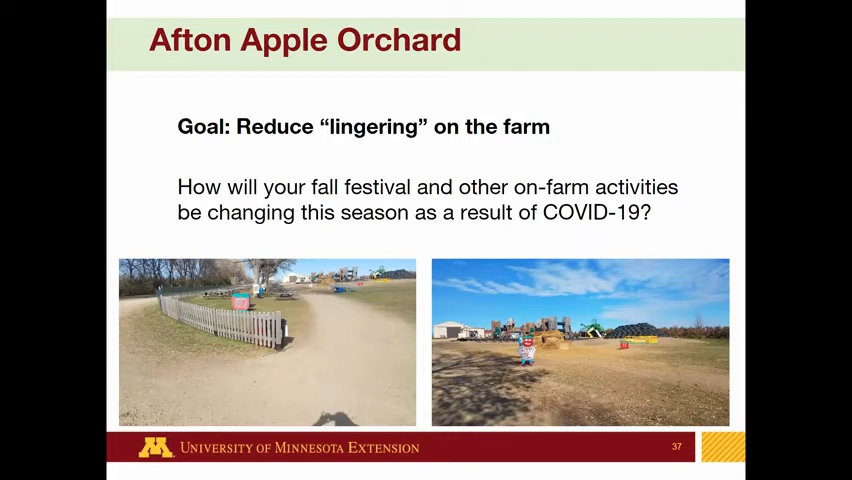 Afton Apple Orchard
Goal: Reduce “lingering” on the farm
How will your fall festival and other on-farm activities
be changing this season as a result of COVID-19?
M UNIVERSITY OF MINNESOTA EXTENSION
37